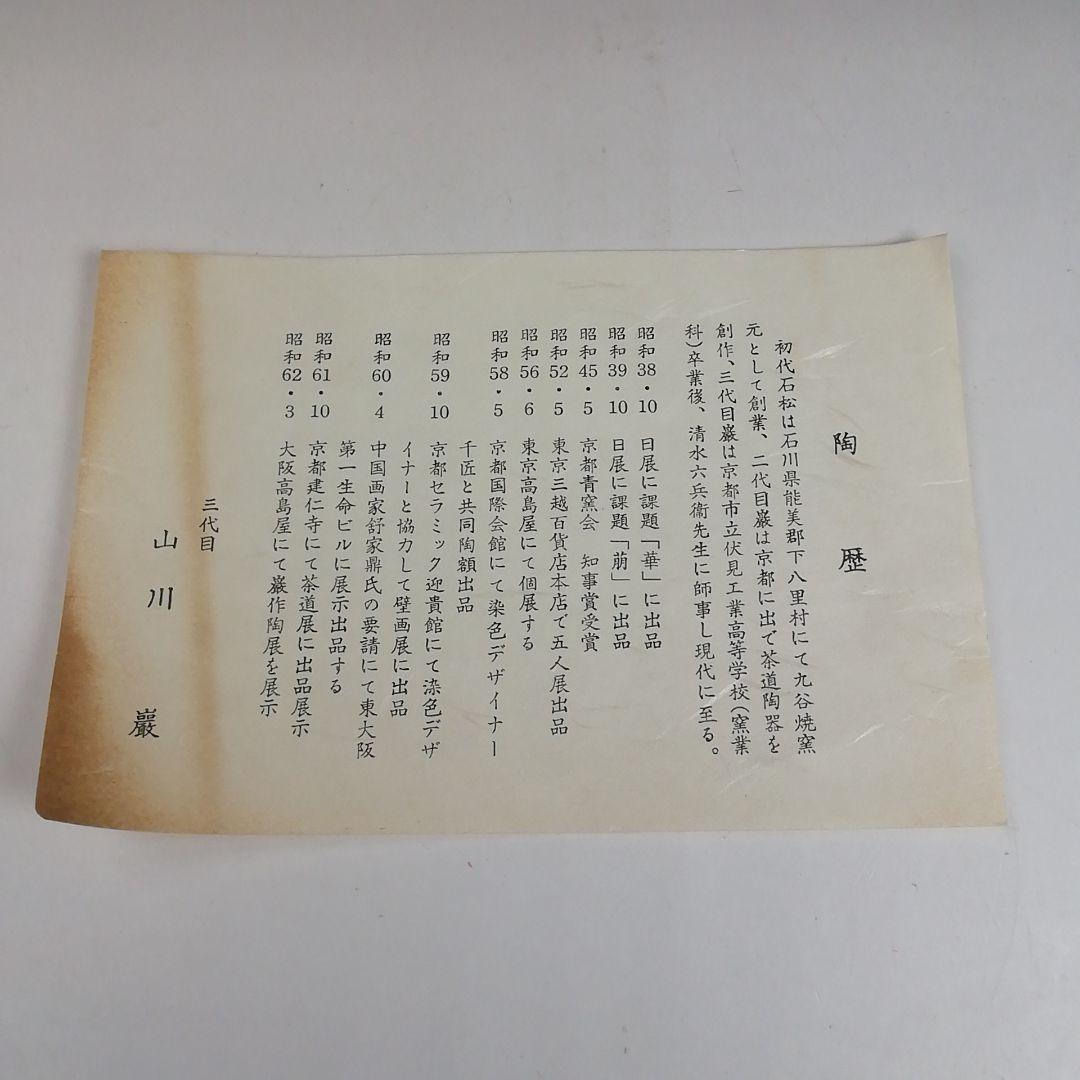 陶歴
初代石松は石川県能美郡下八里村にて九谷焼窯
元として創業、二代目巖は京都に出で茶道陶器を
創作、三代目巖は京都市立伏見工業高等学校(窯業
科)卒業後、清水六兵衞先生に師事し現代に至る。
昭和38・10 日展に課題「華」に出品
昭和39・10 日展に課題「萠」に出品
昭和45・5 京都青窯会 知事賞受賞
昭和52・5 東京三越百貨店本店で五人展出品
昭和56・6 東京高島屋にて個展する
昭和58・5 京都国際会館にて染色デザイナー
千匠と共同陶額出品
昭和59・10 京都セラミック迎貴館にて染色デザ
イナーと協力して壁画展に出品
昭和60・4 中国画家舒家鼎氏の要請にて東大阪
第一生命ビルに展示出品する
昭和61・10 京都建仁寺にて茶道展に出品展示
昭和62・3 大阪高島屋にて巖作陶展を展示
三代目
山川巖